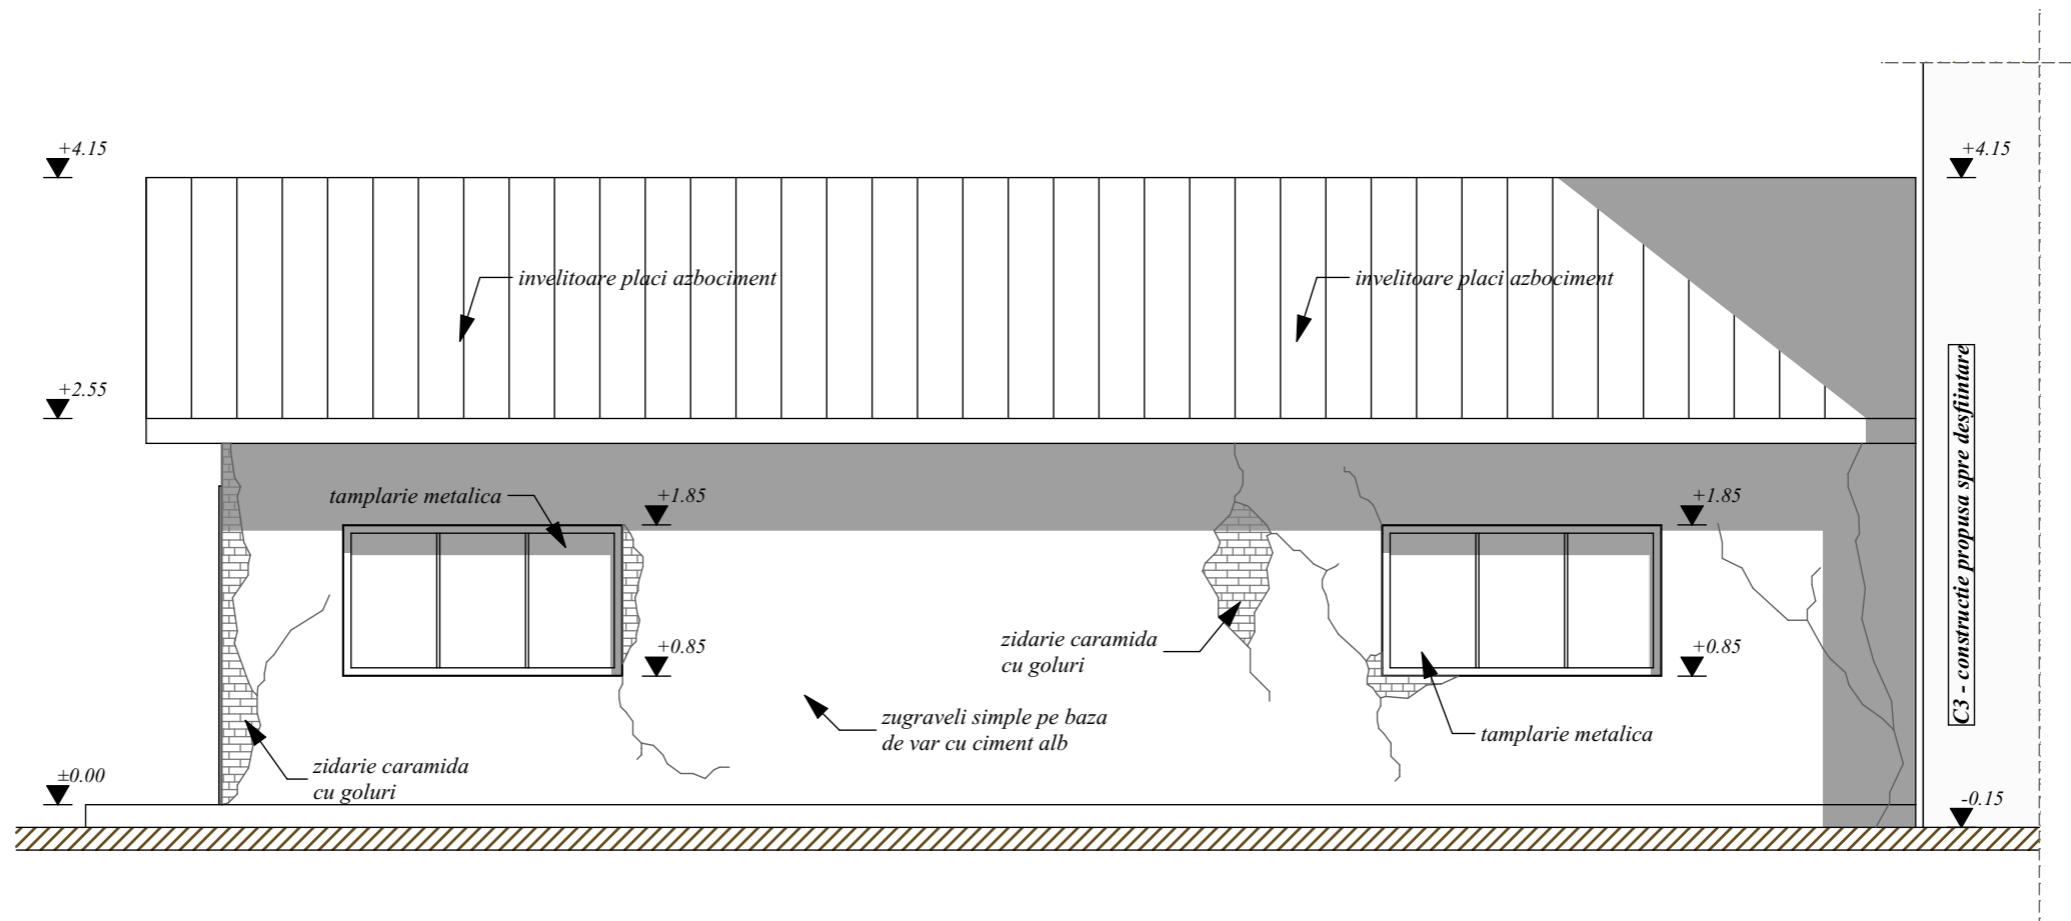 +4.15
+4.15
invelitoare placi azbociment
invelitoare placi azbociment
+2.55
tamplarie metalica
+1.85
+1.85
C3 - constructie propusa spre desfiintare
+0.85
zidarie caramida
cu goluri
+0.85
zugraveli simple pe baza
de var cu ciment alb
tamplarie metalica
zidarie caramida
cu goluri
±0.00
-0.15